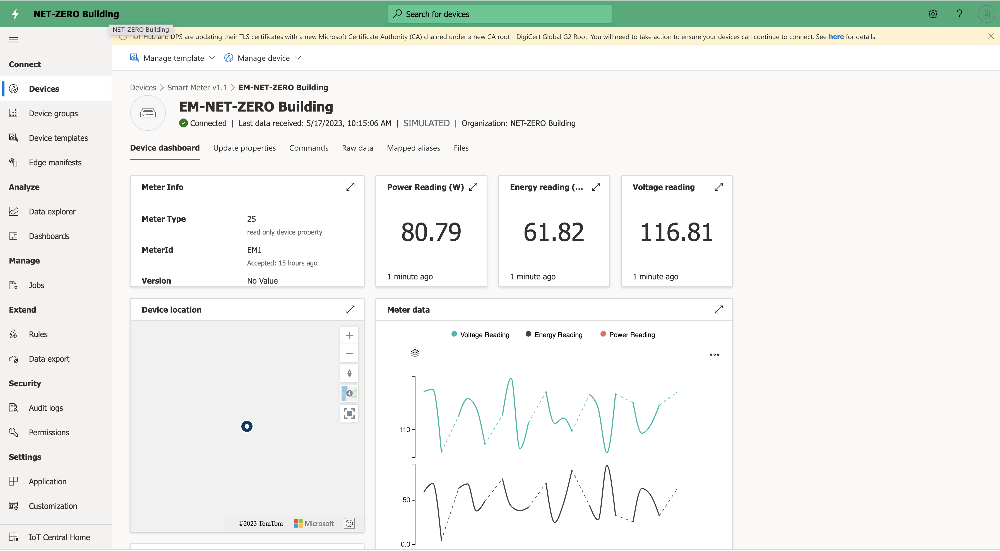 NET-ZERO Building
Search for devices
NET-ZERO Building
IoT Hub and DPS are updating their TLS certificates with a new Microsoft Certificate Authority (CA) chained under a new CA root - DigiCert Global G2 Root. You will need to take action to ensure your devices can continue to connect. See here for details.
Manage template
Manage device
Connect
Devices
Device groups
Device templates
Edge manifests
Analyze
Data explorer
Dashboards
Manage
Jobs
Extend
Rules
Data export
Security
Audit logs
Permissions
Settings
Application
Customization
IoT Central Home
Devices > Smart Meter v1.1 > EM-NET-ZERO Building
EM-NET-ZERO Building
Connected | Last data received: 5/17/2023, 10:15:06 AM | SIMULATED | Organization: NET-ZERO Building
Device dashboard Update properties Commands Raw data Mapped aliases Files
Meter Info
Meter Type 2S
read only device property
MeterId EM1
Accepted: 15 hours ago
Version No Value
Power Reading (W)
80.79
1 minute ago
Energy reading (...
61.82
1 minute ago
Voltage reading
116.81
1 minute ago
Device location
©2023 TomTom Microsoft
Meter data
Voltage Reading Energy Reading Power Reading
110
50
0.0